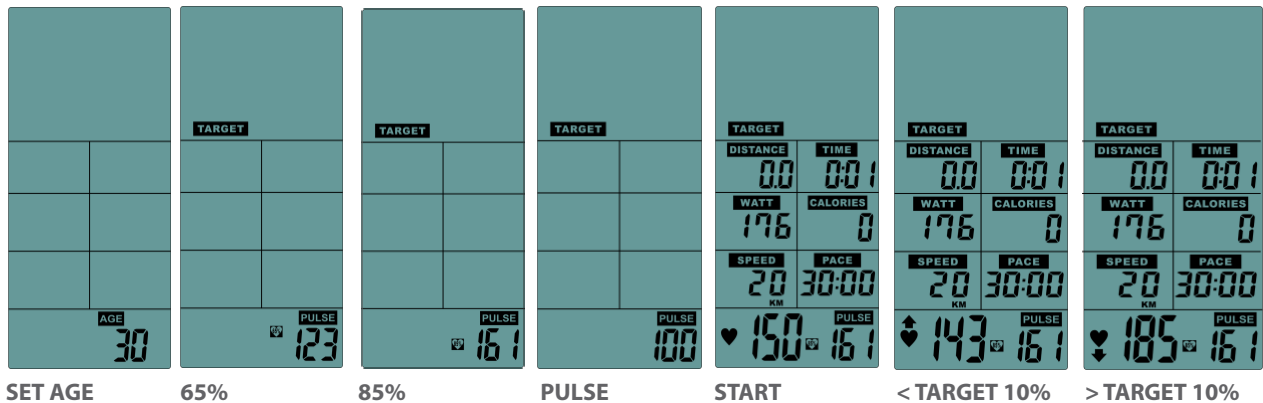 AGE
30
SET AGE
TARGET
PULSE
123
65%
TARGET
PULSE
161
85%
TARGET
PULSE
100
PULSE
TARGET
DISTANCE TIME
0.0 0:01
WATT CALORIES
176 0
SPEED PACE
20 30:00
KM
PULSE
150 161
START
TARGET
DISTANCE TIME
0.0 0:01
WATT CALORIES
176 0
SPEED PACE
20 30:00
KM
PULSE
143 161
< TARGET 10%
TARGET
DISTANCE TIME
0.0 0:01
WATT CALORIES
176 0
SPEED PACE
20 30:00
KM
PULSE
185 161
> TARGET 10%